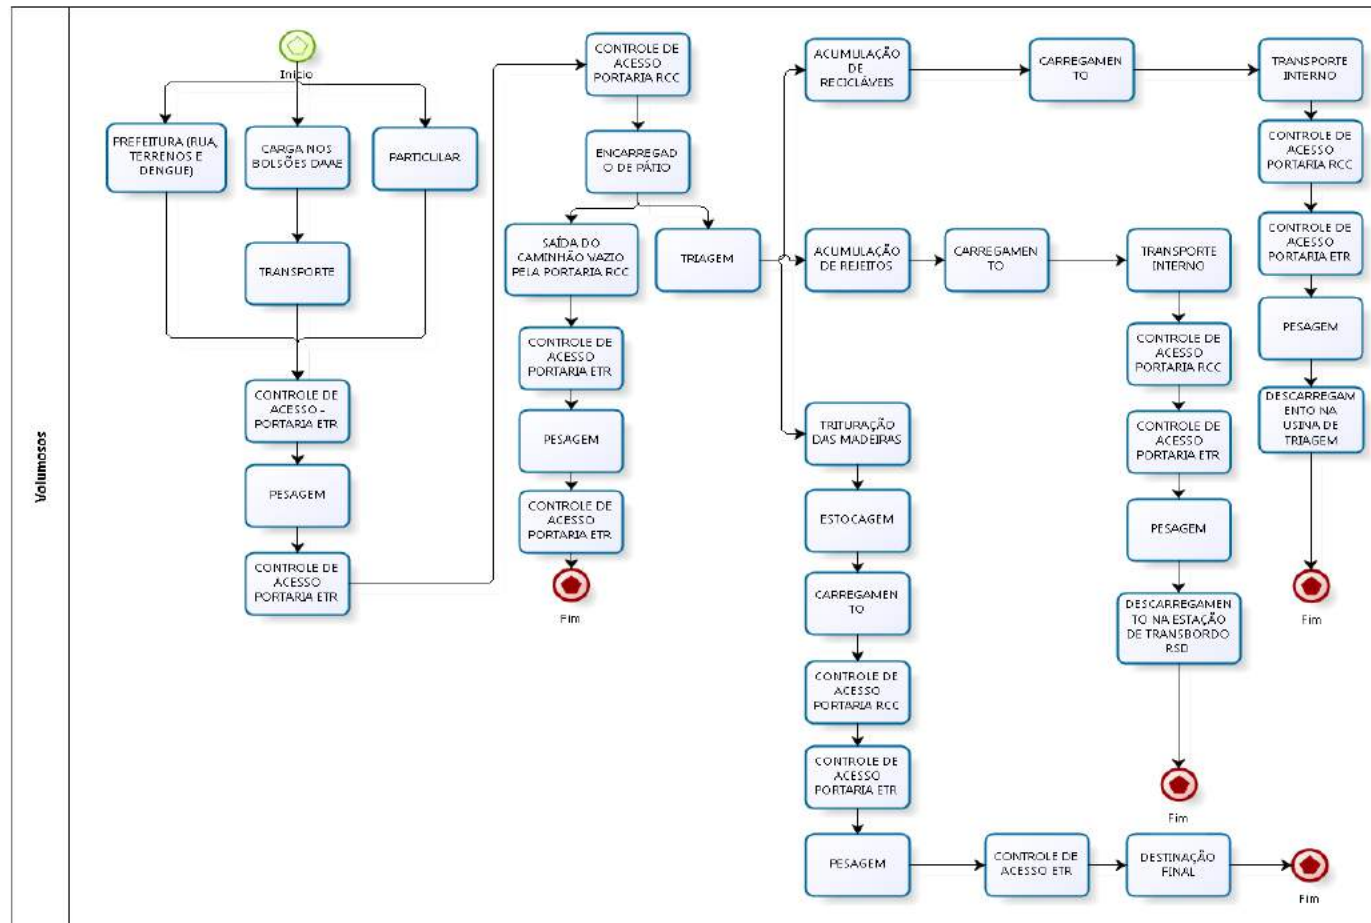 Volumosos
Início
PREFEITURA (RUA,
TERRENOS E
DENGUE)
CARGA NOS
BOLSÕES DAAE
PARTICULAR
TRANSPORTE
CONTROLE DE
ACESSO -
PORTARIA ETR
PESAGEM
CONTROLE DE
ACESSO
PORTARIA ETR
CONTROLE DE
ACESSO
PORTARIA RCC
ENCARREGAD
O DE PÁTIO
SAÍDA DO
CAMINHÃO VAZIO
PELA PORTARIA RCC
TRIAGEM
CONTROLE DE
ACESSO
PORTARIA ETR
PESAGEM
CONTROLE DE
ACESSO
PORTARIA ETR
Fim
ACUMULAÇÃO
DE
RECICLÁVEIS
CARREGAMEN
TO
TRANSPORTE
INTERNO
CONTROLE DE
ACESSO
PORTARIA RCC
CONTROLE DE
ACESSO
PORTARIA ETR
PESAGEM
DESCARREGAM
ENTO NA
USINA DE
TRIAGEM
Fim
ACUMULAÇÃO
DE REJEITOS
CARREGAMEN
TO
TRANSPORTE
INTERNO
CONTROLE DE
ACESSO
PORTARIA RCC
CONTROLE DE
ACESSO
PORTARIA ETR
PESAGEM
DESCARREGAMEN
TO NA ESTAÇÃO
DE TRANSBORDO
RSD
Fim
TRITURAÇÃO
DAS MADEIRAS
ESTOCAGEM
CARREGAMEN
TO
CONTROLE DE
ACESSO
PORTARIA RCC
CONTROLE DE
ACESSO
PORTARIA ETR
PESAGEM
CONTROLE DE
ACESSO ETR
DESTINAÇÃO
FINAL
Fim